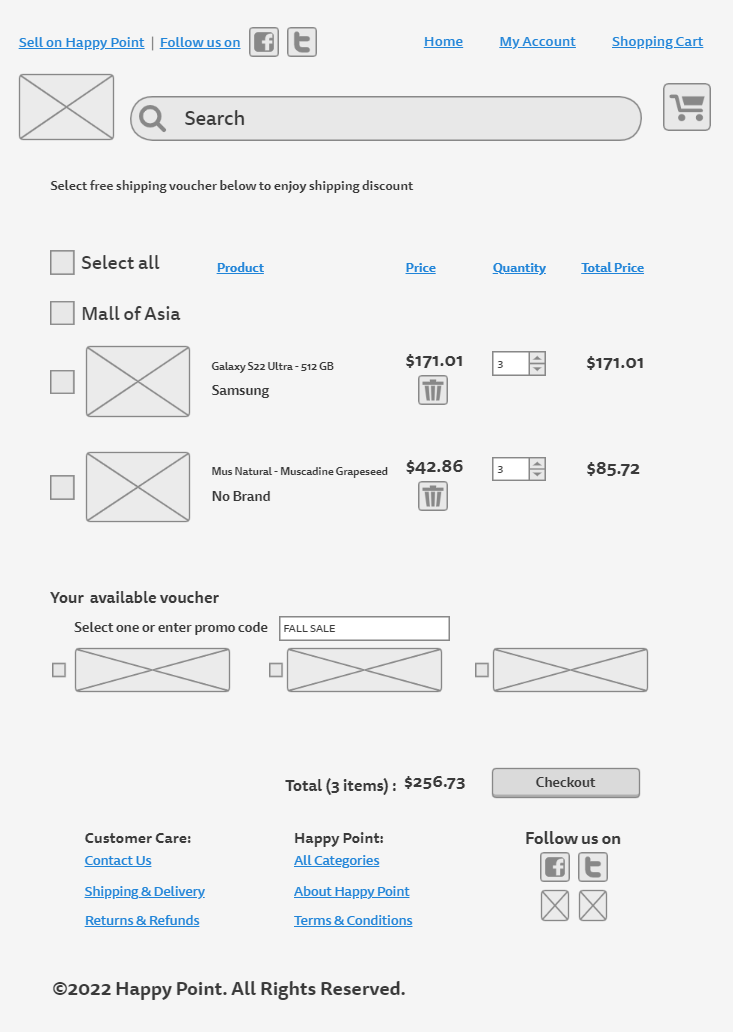 Sell on Happy Point | Follow us on
Home My Account Shopping Cart
Search
Select free shipping voucher below to enjoy shipping discount
Select all Product Price Quantity Total Price
Mall of Asia
Galaxy S22 Ultra - 512 GB $171.01 3 $171.01
Samsung
Mus Natural - Muscadine Grapeseed $42.86 3 $85.72
No Brand
Your available voucher
Select one or enter promo code FALL SALE
Total (3 items) : $256.73 Checkout
Customer Care: Happy Point: Follow us on
Contact Us All Categories
Shipping & Delivery About Happy Point
Returns & Refunds Terms & Conditions
©2022 Happy Point. All Rights Reserved.